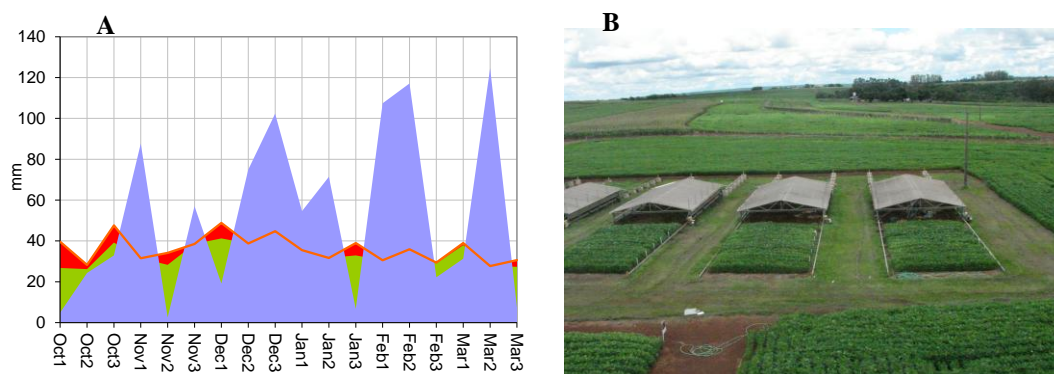 A
B
140
120
100
80
60
40
20
0
mm
Oct1
Oct2
Oct3
Nov1
Nov2
Nov3
Dec1
Dec2
Dec3
Jan1
Jan2
Jan3
Feb1
Feb2
Feb3
Mar1
Mar2
Mar3